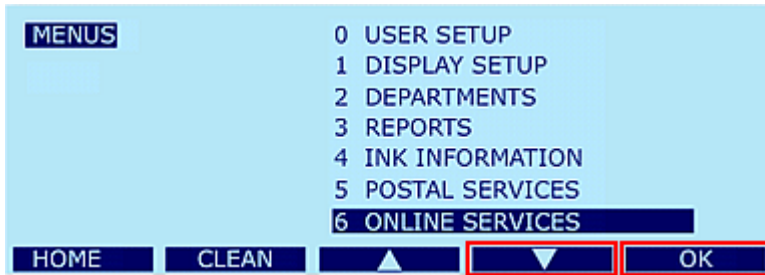 MENUS
0 USER SETUP
1 DISPLAY SETUP
2 DEPARTMENTS
3 REPORTS
4 INK INFORMATION
5 POSTAL SERVICES
6 ONLINE SERVICES
HOME CLEAN ▲ ▼ OK